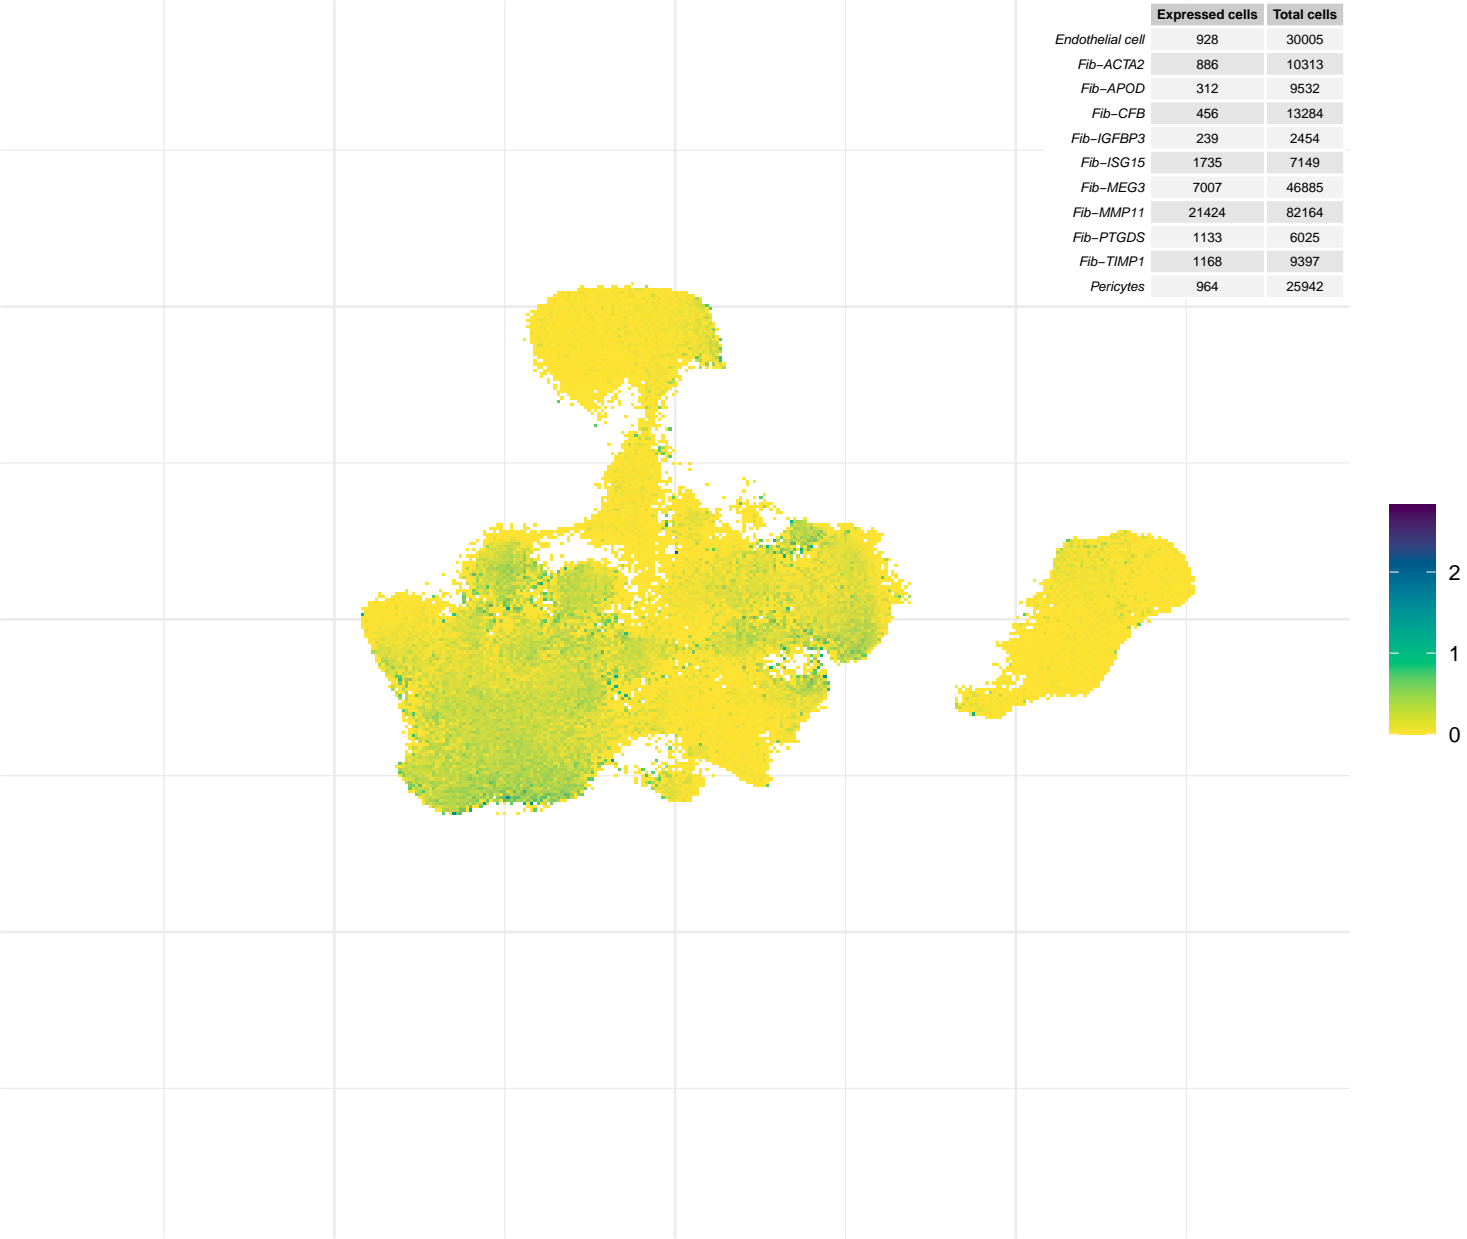 Expressed cells Total cells
Endothelial cell 928 30005
Fib−ACTA2 886 10313
Fib−APOD 312 9532
Fib−CFB 456 13284
Fib−IGFBP3 239 2454
Fib−ISG15 1735 7149
Fib−MEG3 7007 46885
Fib−MMP11 21424 82164
Fib−PTGDS 1133 6025
Fib−TIMP1 1168 9397
Pericytes 964 25942
2
1
0